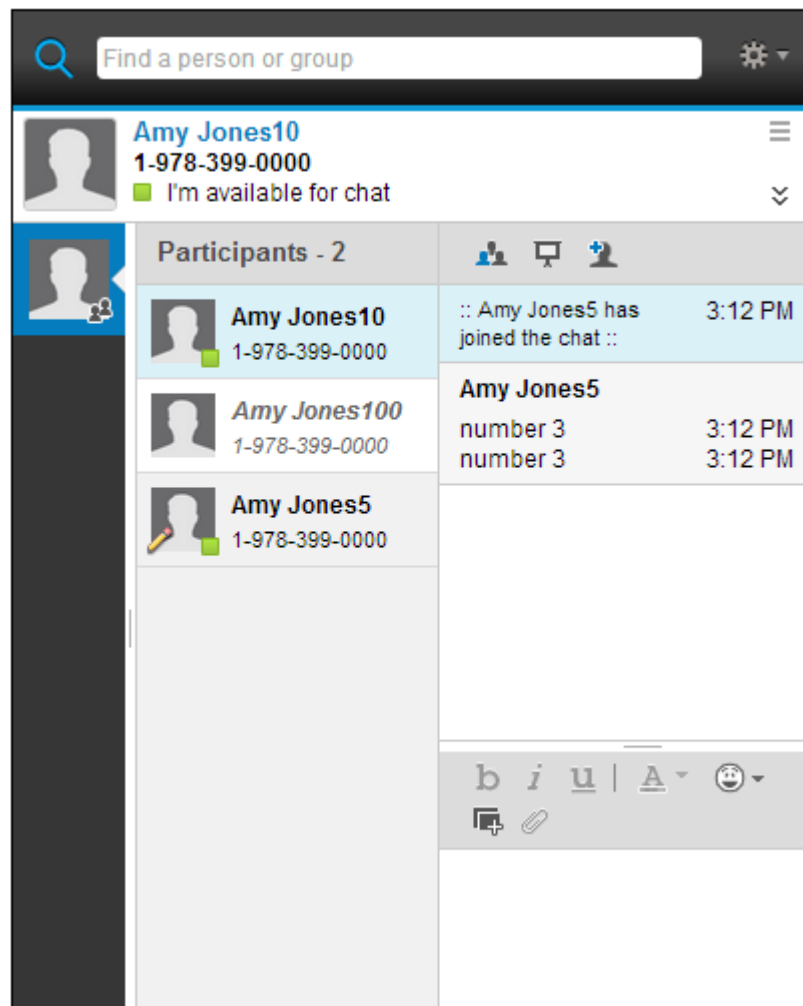 Find a person or group
Amy Jones10
1-978-399-0000
I'm available for chat
Participants - 2
Amy Jones10
1-978-399-0000
Amy Jones100
1-978-399-0000
Amy Jones5
1-978-399-0000
:: Amy Jones5 has 3:12 PM
joined the chat ::
Amy Jones5
number 3 3:12 PM
number 3 3:12 PM
b i u | A